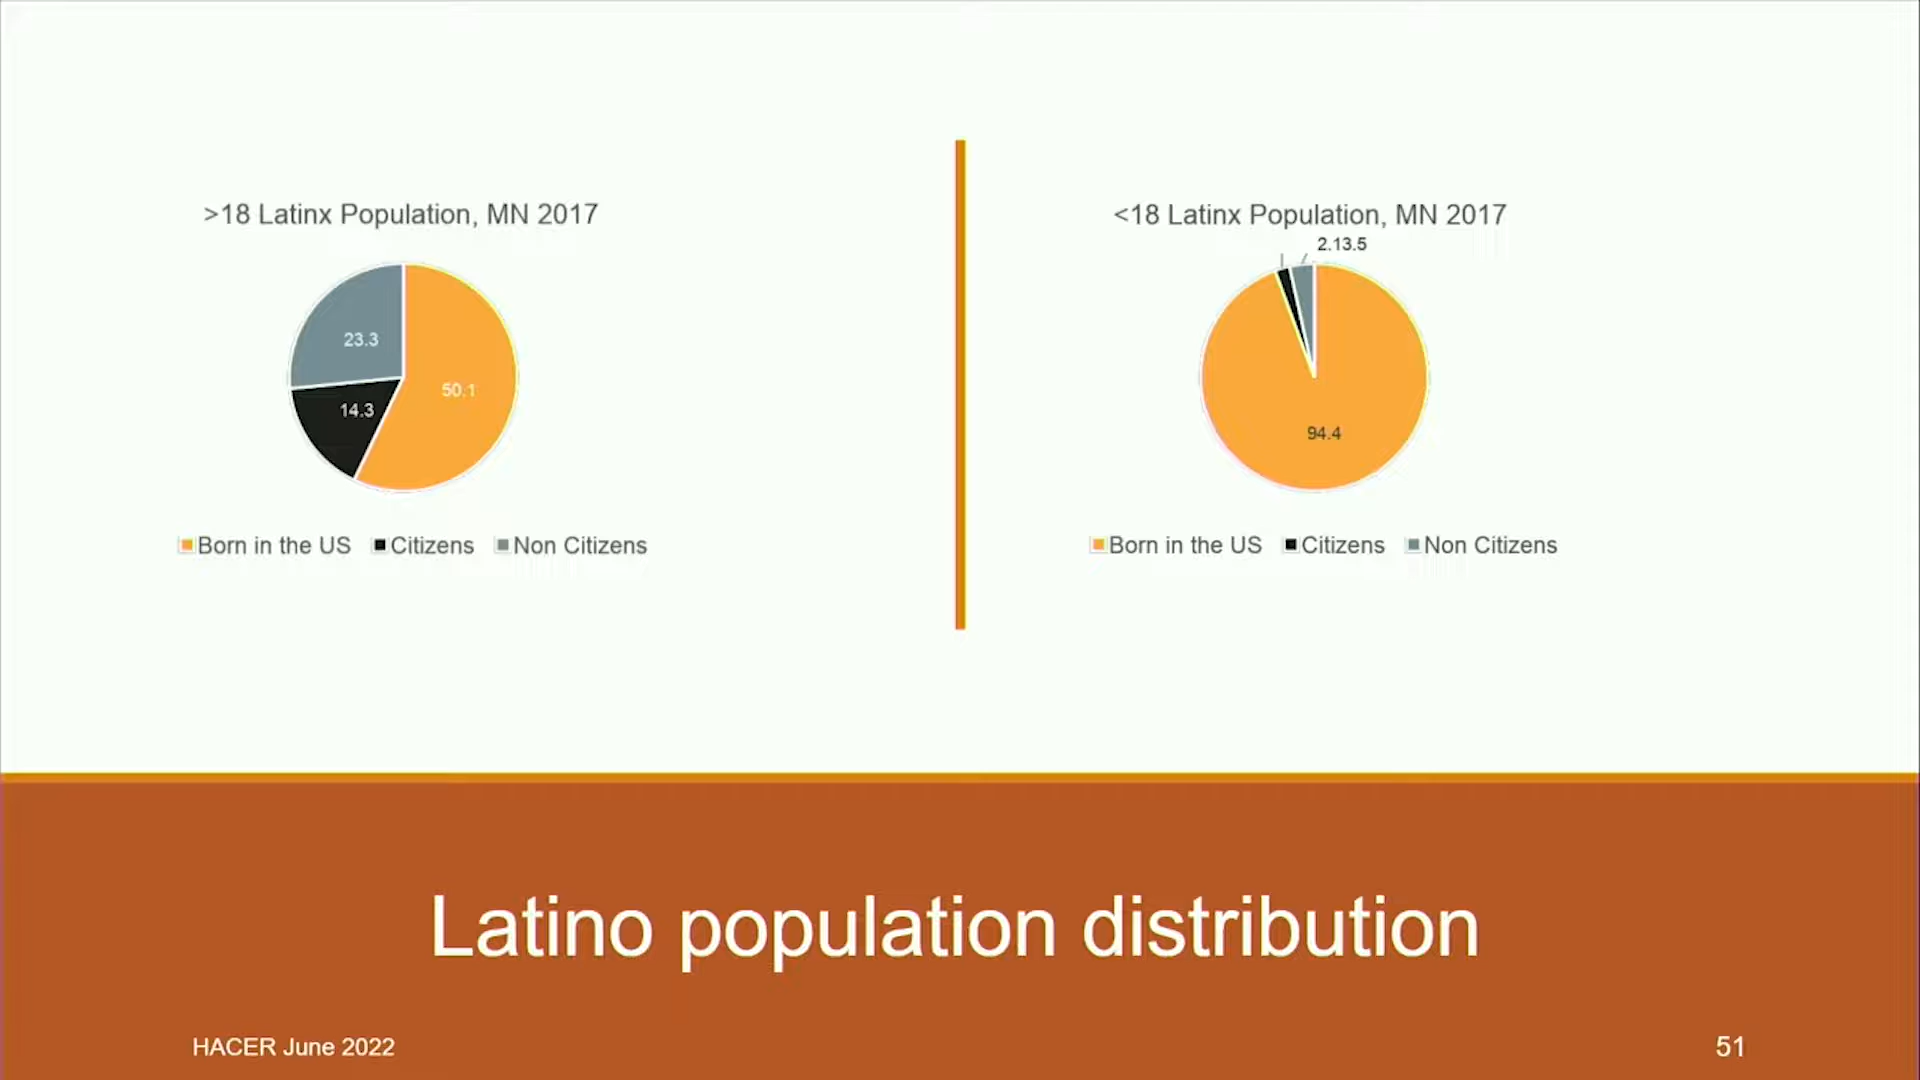 >18 Latinx Population, MN 2017
23.3
50.1
14.3
Born in the US Citizens Non Citizens
<18 Latinx Population, MN 2017
2.13.5
94.4
Born in the US Citizens Non Citizens
Latino population distribution
HACER June 2022
51